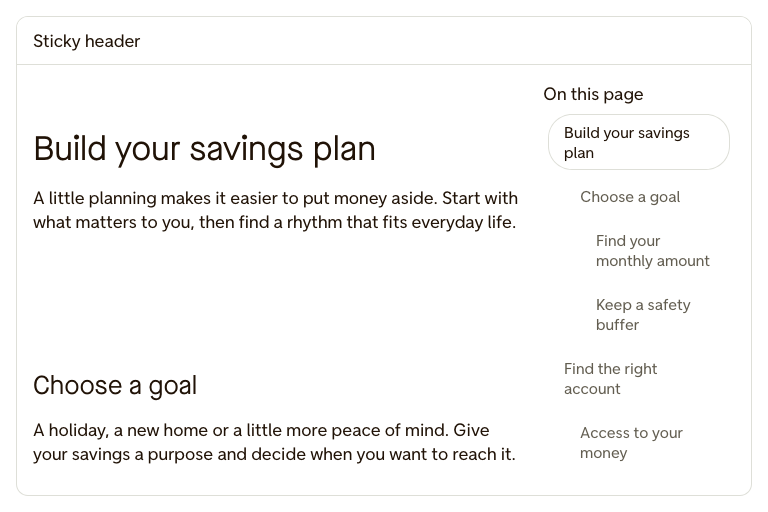 Sticky header
Build your savings plan
A little planning makes it easier to put money aside. Start with
what matters to you, then find a rhythm that fits everyday life.
Choose a goal
A holiday, a new home or a little more peace of mind. Give
your savings a purpose and decide when you want to reach it.
On this page
Build your savings
plan
Choose a goal
Find your
monthly amount
Keep a safety
buffer
Find the right
account
Access to your
money